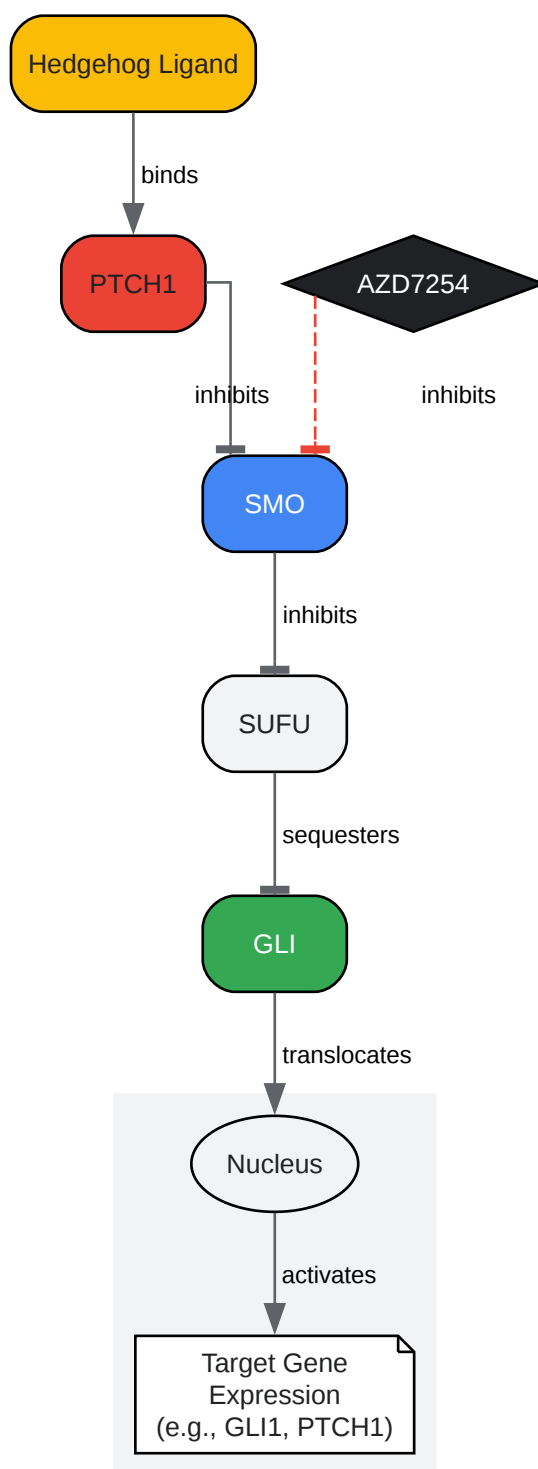 Hedgehog Ligand
binds
PTCH1
AZD7254
inhibits
inhibits
SMO
inhibits
SUFU
sequesters
GLI
translocates
Nucleus
activates
Target Gene
Expression
(e.g., GLI1, PTCH1)